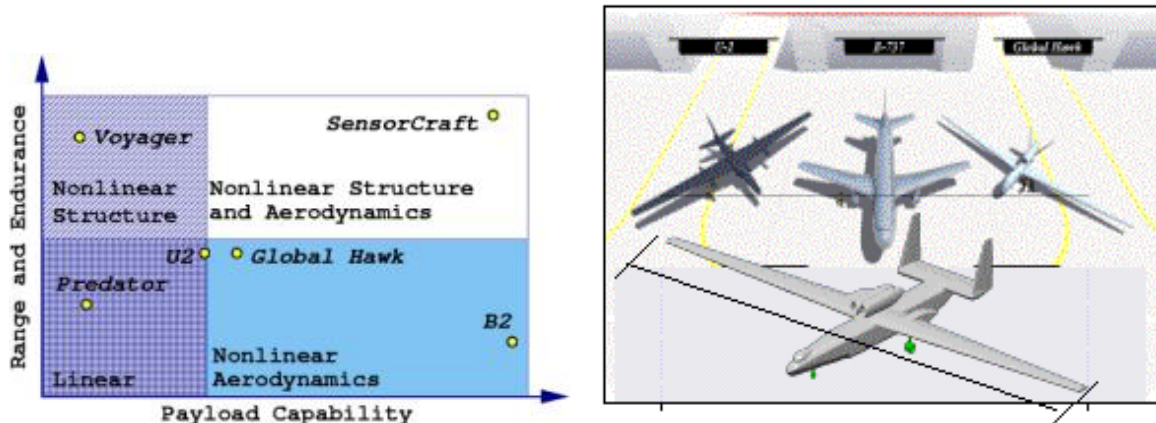 Range and Endurance
Voyager
SensorCraft
Nonlinear
Structure
Nonlinear Structure
and Aerodynamics
U2
Global Hawk
Predator
B2
Linear
Nonlinear
Aerodynamics
Payload Capability
U-2
B-737
Global Hawk